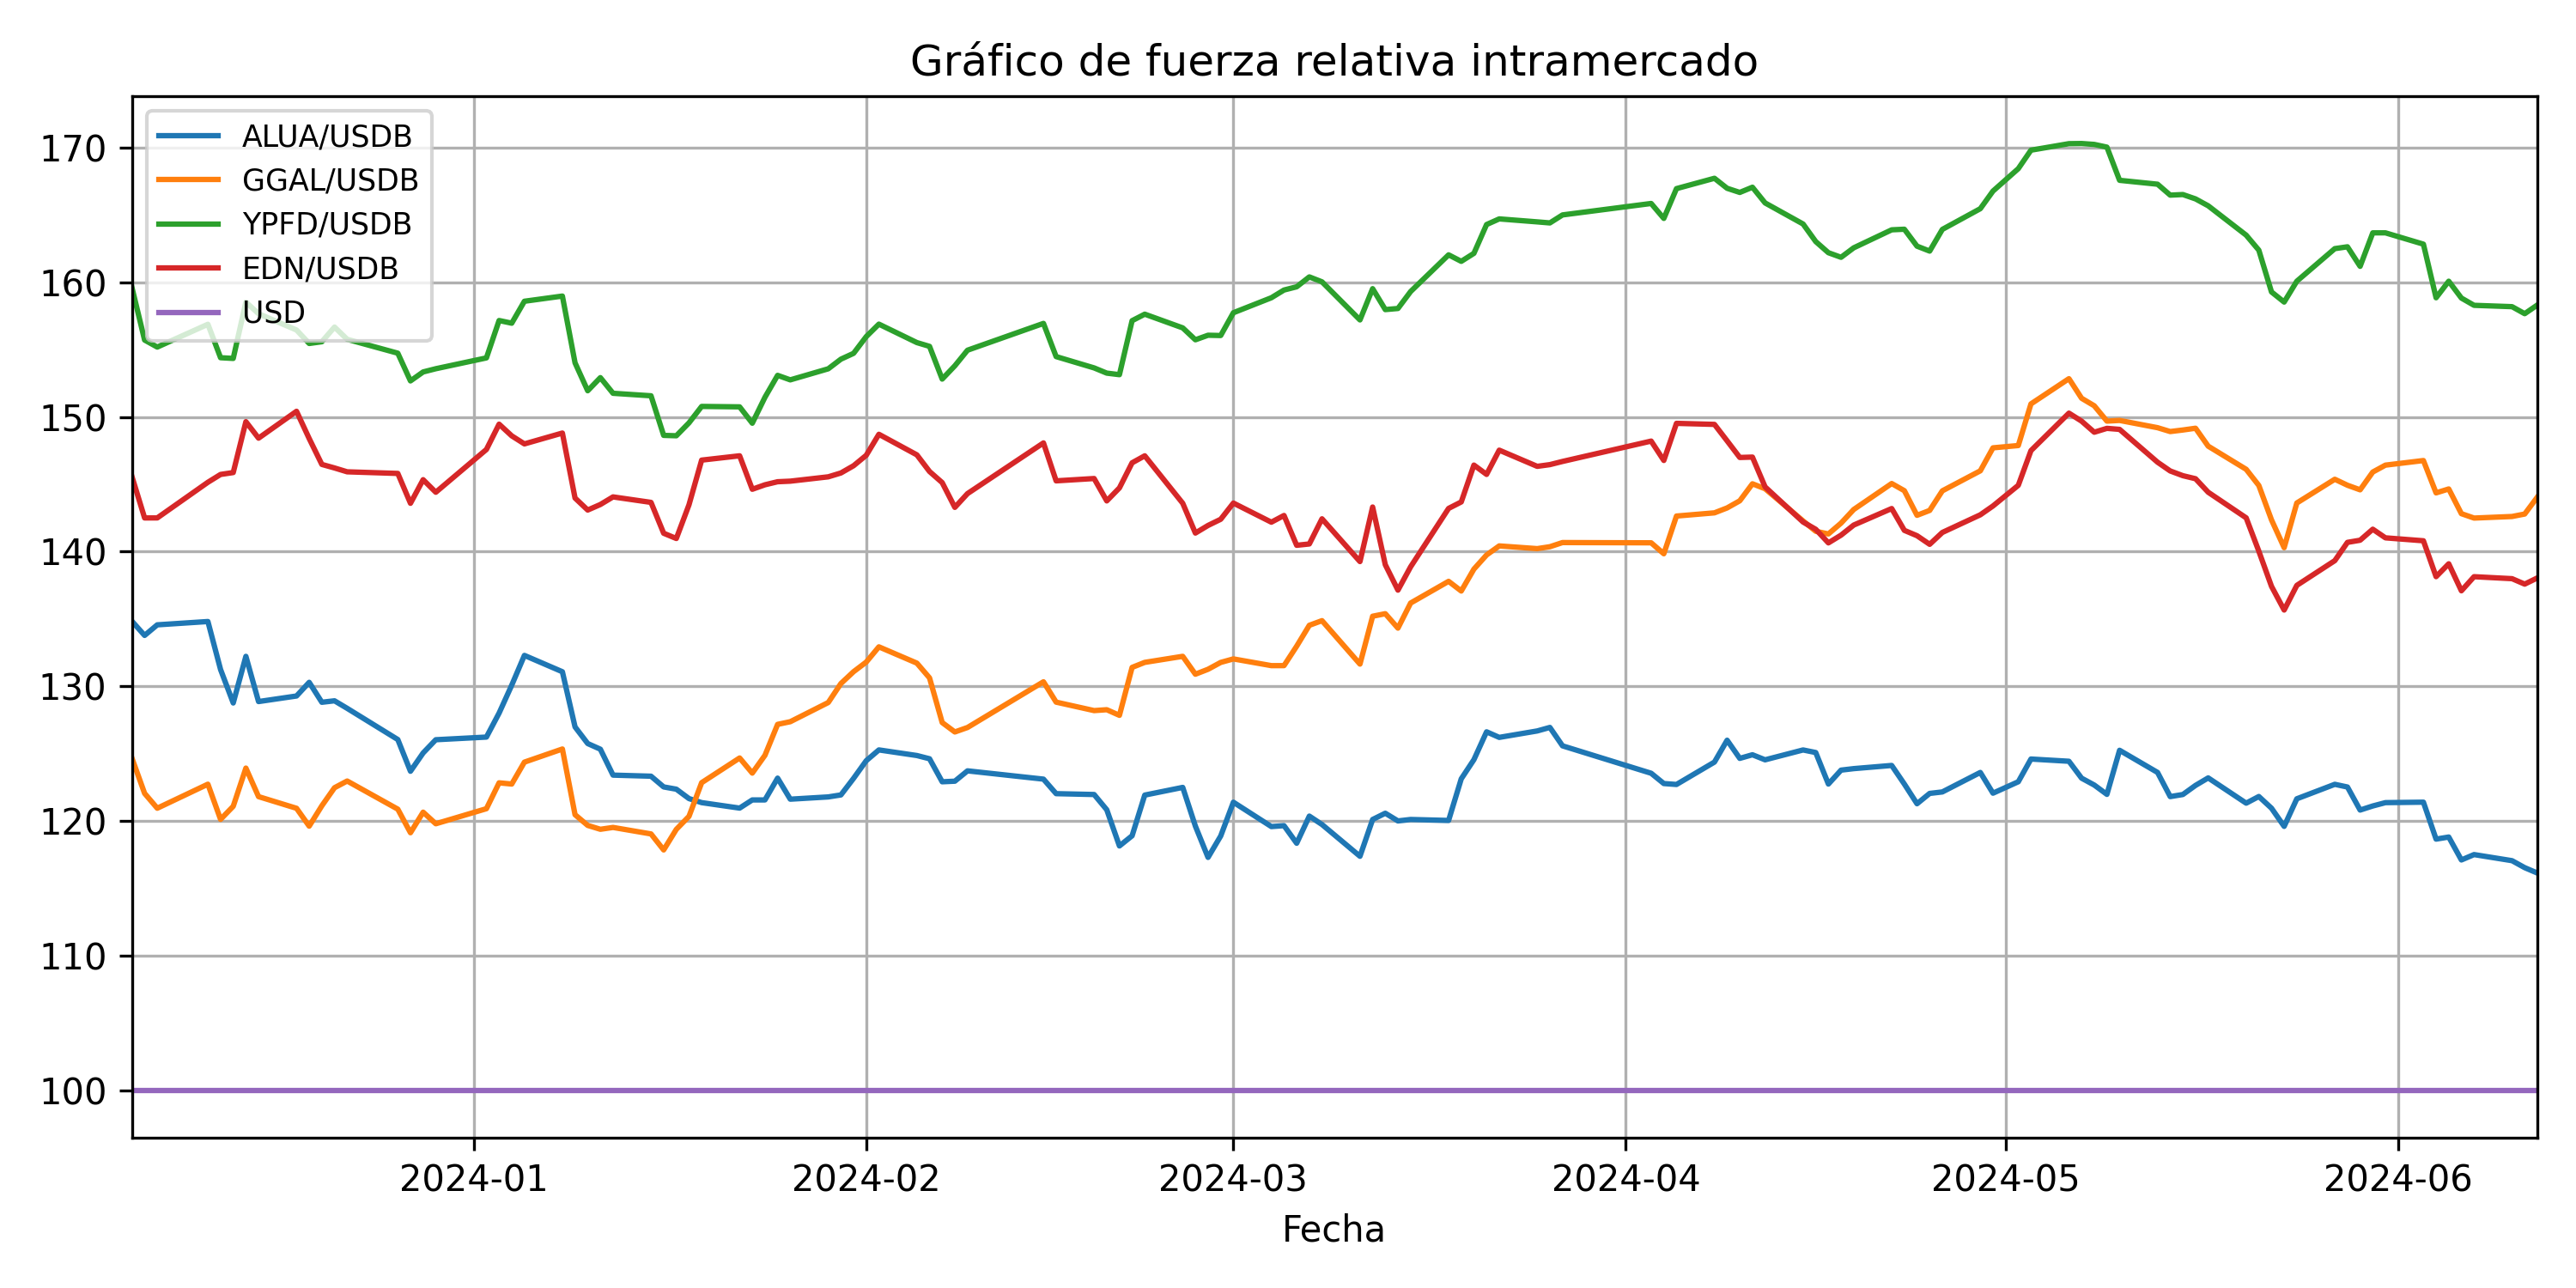 Gráfico de fuerza relativa intramercado
ALUA/USDB
GGAL/USDB
YPFD/USDB
EDN/USDB
USD
170
160
150
140
130
120
110
100
2024-01 2024-02 2024-03 2024-04 2024-05 2024-06
Fecha